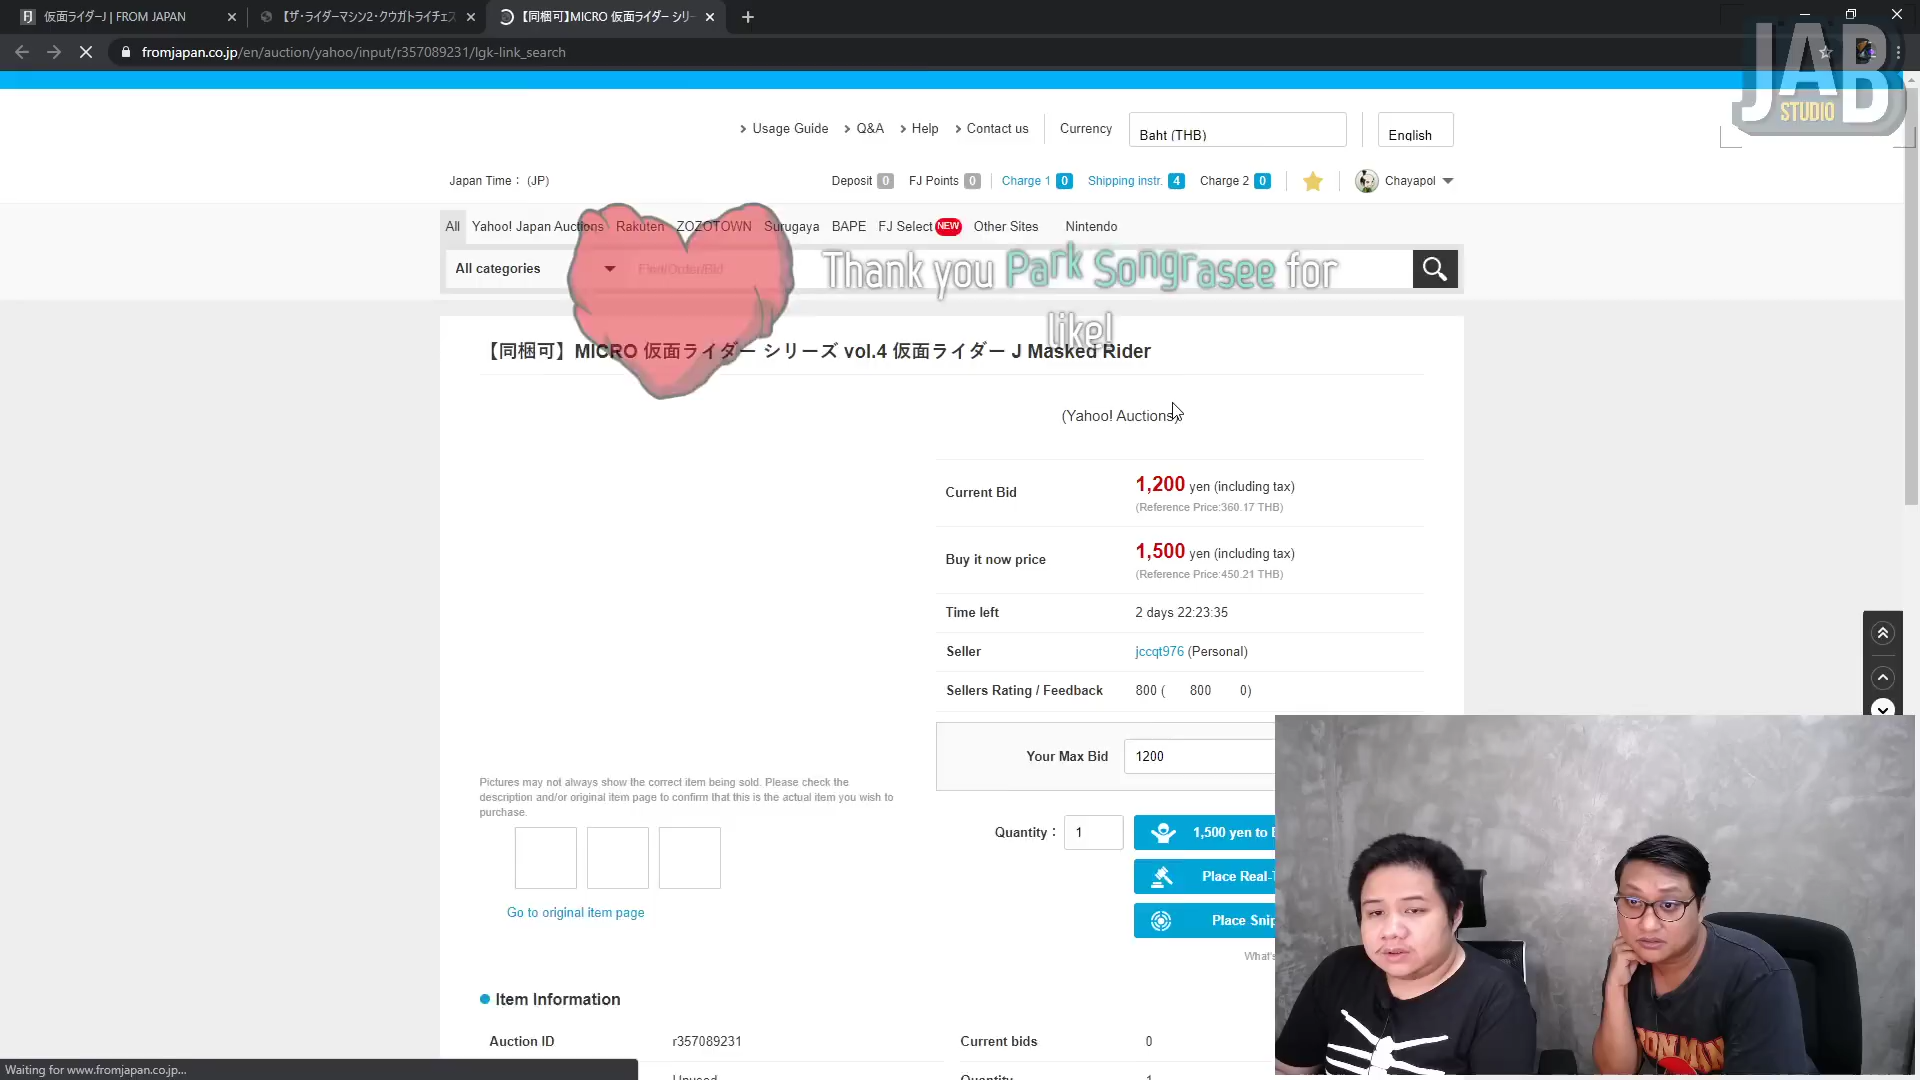 仮面ライダーJ | FROM JAPAN
【ザ・ライダーマシン2・クウガトライチェス
【同梱可】MICRO 仮面ライダー シリー
fromjapan.co.jp/en/auction/yahoo/input/r357089231/lgk-link_search
JAB
STUDIO
Usage Guide
Q&A
Help
Contact us
Currency
Baht (THB)
English
Japan Time : (JP)
Deposit 0
FJ Points 0
Charge 1 0
Shipping instr. 4
Charge 2 0
Chayapol
All
Yahoo! Japan Auctions
Rakuten
ZOZOTOWN
Surugaya
BAPE
FJ Select NEW
Other Sites
Nintendo
All categories
Find/Order/Bid
Thank you Park Songrasee for
like!
【同梱可】MICRO 仮面ライダー シリーズ vol.4 仮面ライダー J Masked Rider
(Yahoo! Auctions)
Current Bid
1,200 yen (including tax)
(Reference Price:360.17 THB)
Buy it now price
1,500 yen (including tax)
(Reference Price:450.21 THB)
Time left
2 days 22:23:35
Seller
jccqt976 (Personal)
Sellers Rating / Feedback
800 ( 800 0)
Your Max Bid
1200
Pictures may not always show the correct item being sold. Please check the
description and/or original item page to confirm that this is the actual item you wish to
purchase.
Quantity :
1
1,500 yen to
Place Real-
Place Snip
What's
Go to original item page
Item Information
Auction ID
r357089231
Current bids
0
Unused
Quantity
1
Waiting for www.fromjapan.co.jp...